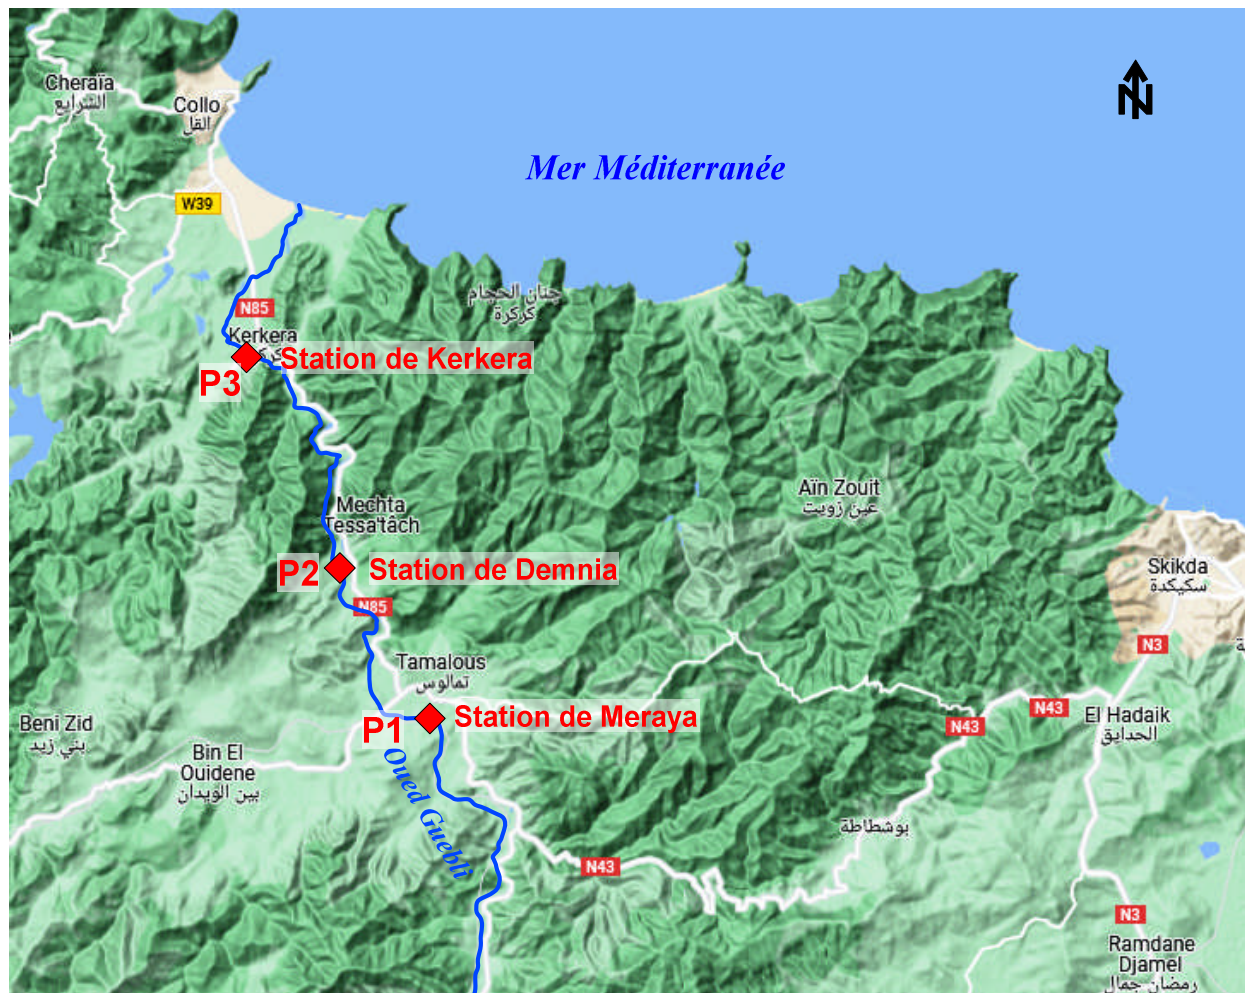 Cheraïa
الشرايع
Collo
القل
N
Mer Méditerranée
W39
جنان الحجام
كركرة
N85
Kerkera
Station de Kerkera
P3
Aïn Zouit
عين زويت
Mechta
Tessa'tâch
Skikda
سكيكدة
P2
Station de Demnia
N85
N3
Tamalous
تمالوس
Station de Meraya
P1
N43
N43
El Hadaik
الحدايق
Beni Zid
بني زيد
Bin El
Ouidene
بين الويدان
Oued Guebli
بوشطاطة
N43
N3
Ramdane
Djamel
رمضان جمال